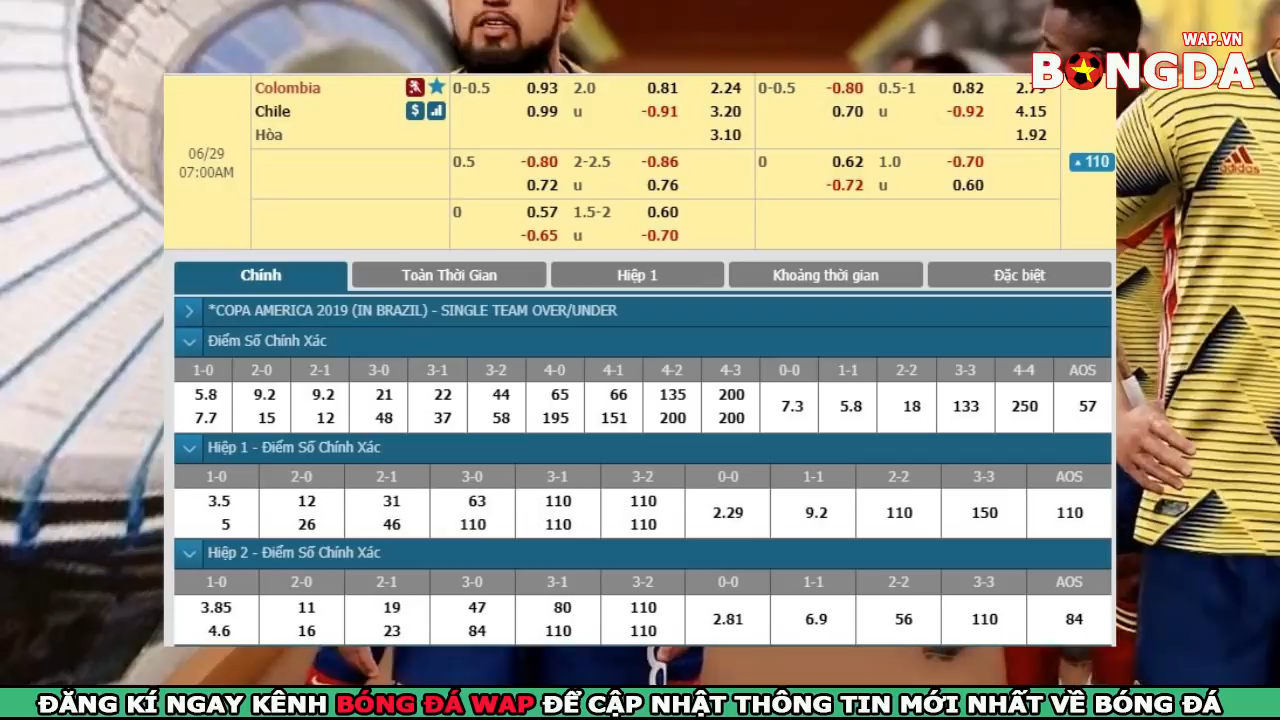 WAP.VN
BONGDA
Colombia 0-0.5 0.93 2.0 0.81 2.24 0-0.5 -0.80 0.5-1 0.82
Chile $ 0.99 u -0.91 3.20 0.70 u -0.92 4.15
Hòa 3.10 1.92
06/29
07:00AM
0.5 -0.80 2-2.5 -0.86 0 0.62 1.0 -0.70 110
0.72 u 0.76 -0.72 u 0.60
0 0.57 1.5-2 0.60
-0.65 u -0.70
adidas
Chính Toàn Thời Gian Hiệp 1 Khoảng thời gian Đặc biệt
*COPA AMERICA 2019 (IN BRAZIL) - SINGLE TEAM OVER/UNDER
Điểm Số Chính Xác
1-0 2-0 2-1 3-0 3-1 3-2 4-0 4-1 4-2 4-3 0-0 1-1 2-2 3-3 4-4 AOS
5.8 9.2 9.2 21 22 44 65 66 135 200 7.3 5.8 18 133 250 57
7.7 15 12 48 37 58 195 151 200 200
Hiệp 1 - Điểm Số Chính Xác
1-0 2-0 2-1 3-0 3-1 3-2 0-0 1-1 2-2 3-3 AOS
3.5 12 31 63 110 110 2.29 9.2 110 150 110
5 26 46 110 110 110
Hiệp 2 - Điểm Số Chính Xác
1-0 2-0 2-1 3-0 3-1 3-2 0-0 1-1 2-2 3-3 AOS
3.85 11 19 47 80 110 2.81 6.9 56 110 84
4.6 16 23 84 110 110
ĐĂNG KÍ NGAY KÊNH BÓNG ĐÁ WAP ĐỂ CẬP NHẬT THÔNG TIN MỚI NHẤT VỀ BÓNG ĐÁ